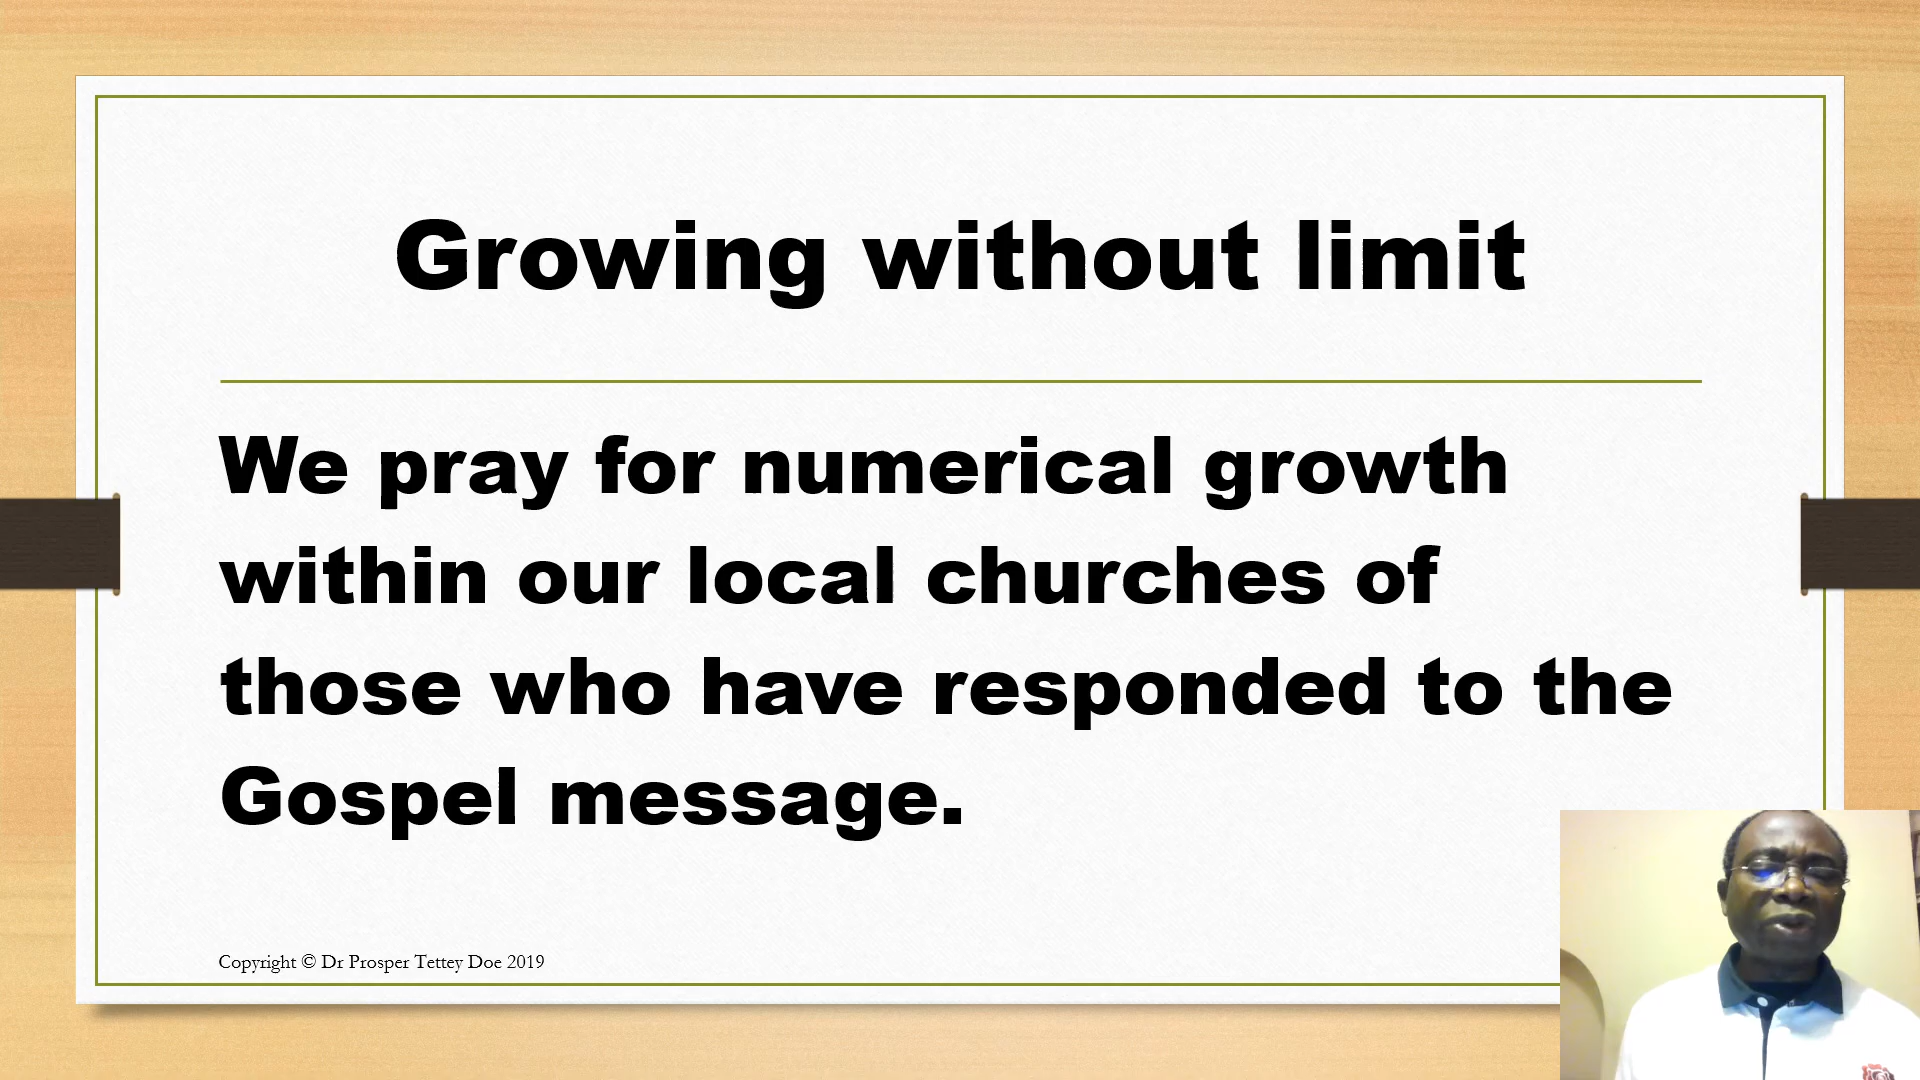 Growing without limit
We pray for numerical growth
within our local churches of
those who have responded to the
Gospel message.
Copyright © Dr Prosper Tettey Doe 2019